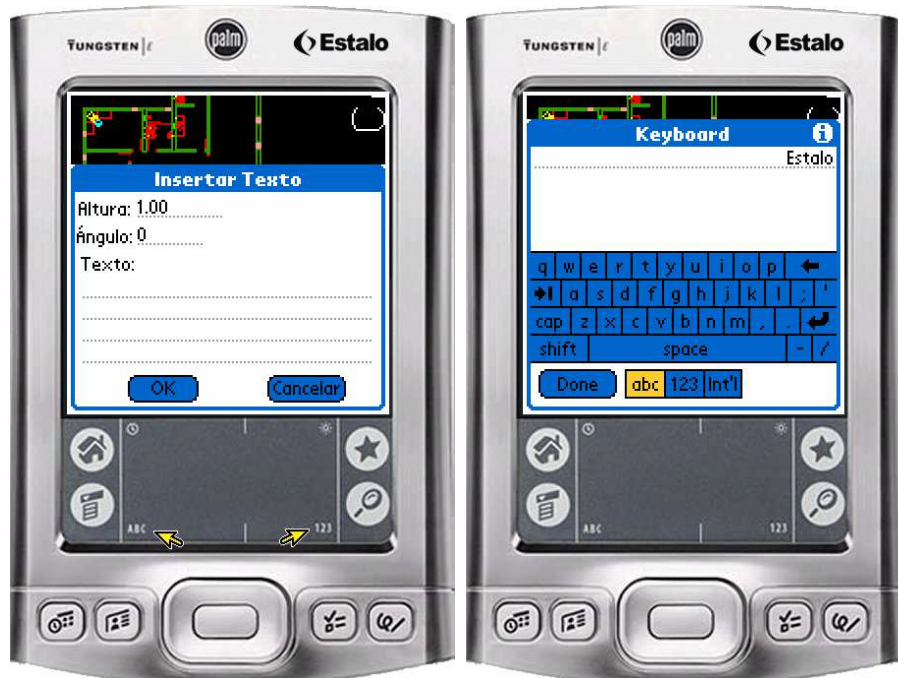 TUNGSTEN | E
palm
Estalo
Insertar Texto
Altura: 1.00
Ángulo: 0
Texto:
OK
Cancelar
ABC
123
TUNGSTEN | E
palm
Estalo
Keyboard
i
Estalo
q w e r t y u i o p
a s d f g h j k l ; '
cap z x c v b n m , .
shift space - /
Done abc 123 Int'l
ABC
123